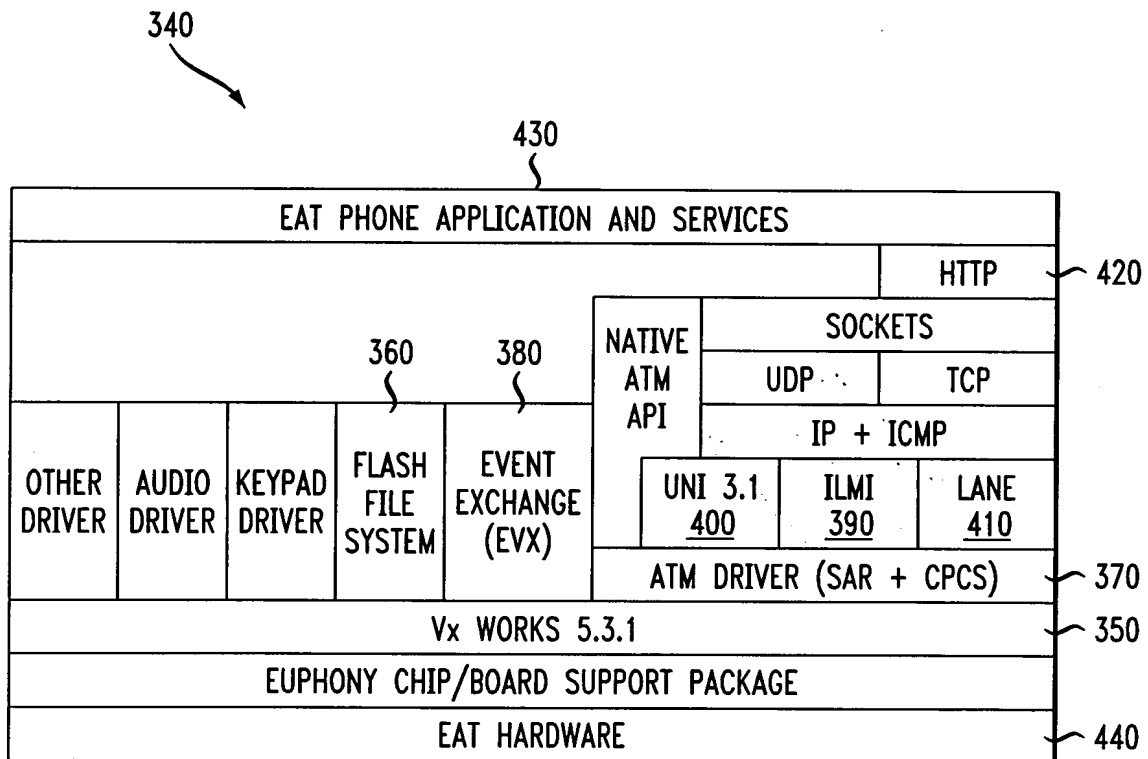 340
430
EAT PHONE APPLICATION AND SERVICES
HTTP
420
SOCKETS
NATIVE
ATM
API
UDP
TCP
360
380
IP + ICMP
OTHER
DRIVER
AUDIO
DRIVER
KEYPAD
DRIVER
FLASH
FILE
SYSTEM
EVENT
EXCHANGE
(EVX)
UNI 3.1
400
ILMI
390
LANE
410
ATM DRIVER (SAR + CPCS)
370
Vx WORKS 5.3.1
350
EUPHONY CHIP/BOARD SUPPORT PACKAGE
EAT HARDWARE
440